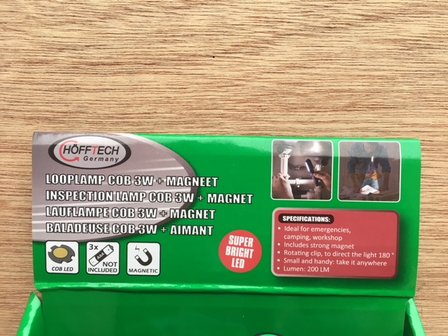 HÖFFTECH
Germany
LOOPLAMP COB 3W + MAGNEET
INSPECTION LAMP COB 3W + MAGNET
LAUFLAMPE COB 3W + MAGNET
BALADEUSE COB 3W + AIMANT
COB LED
3x
NOT
INCLUDED
MAGNETIC
SUPER
BRIGHT
LED
SPECIFICATIONS:
• Ideal for emergencies,
camping, workshop
• Includes strong magnet
• Rotating clip, to direct the light 180 °
• Small and handy: take it anywhere
• Lumen: 200 LM